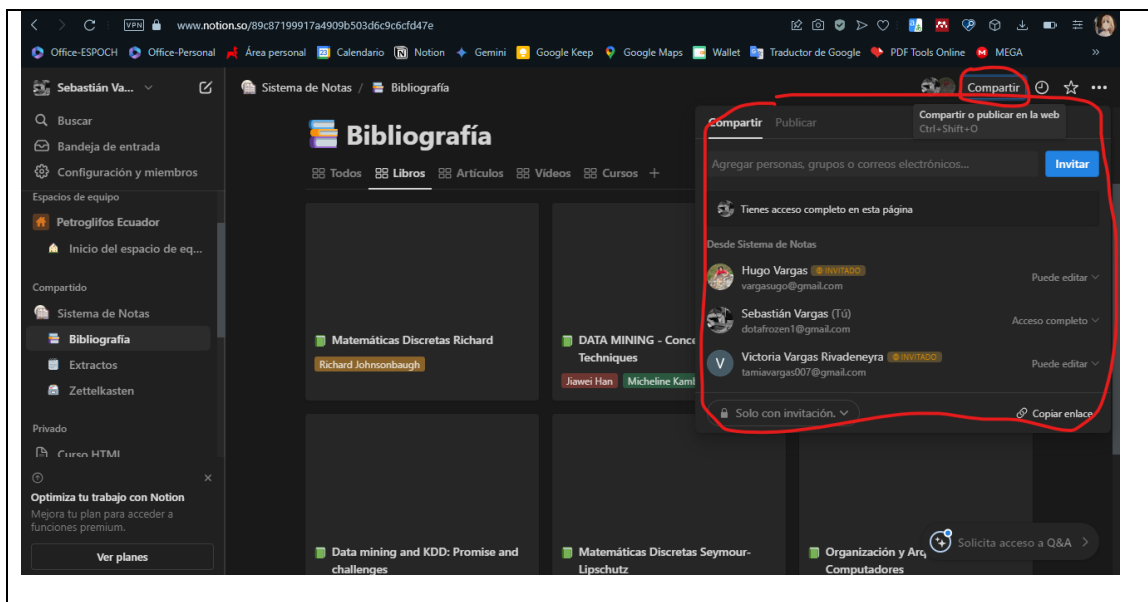 VPN www.notion.so/89c87199917a4909b503d6c9c6cfd47e
Office-ESPOCH Office-Personal Área personal Calendario Notion Gemini Google Keep Google Maps Wallet Traductor de Google PDF Tools Online MEGA »
Sebastián Va...
Sistema de Notas / Bibliografía
Compartir
Buscar
Bandeja de entrada
Configuración y miembros
Espacios de equipo
Petroglifos Ecuador
Inicio del espacio de eq...
Compartido
Sistema de Notas
Bibliografía
Extractos
Zettelkasten
Privado
Curso HTML
Optimiza tu trabajo con Notion
Mejora tu plan para acceder a
funciones premium.
Ver planes
Bibliografía
Todos Libros Artículos Vídeos Cursos +
Matemáticas Discretas Richard
Richard Johnsonbaugh
DATA MINING - Conce
Techniques
Jiawei Han Micheline Kamb
Data mining and KDD: Promise and
challenges
Matemáticas Discretas Seymour-
Lipschutz
Organización y Arq
Computadores
Compartir Publicar
Compartir o publicar en la web
Ctrl+Shift+O
Agregar personas, grupos o correos electrónicos...
Invitar
Tienes acceso completo en esta página
Desde Sistema de Notas
Hugo Vargas INVITADO
vargasugo@gmail.com
Puede editar
Sebastián Vargas (Tú)
dotafrozen1@gmail.com
Acceso completo
V
Victoria Vargas Rivadeneyra INVITADO
tamiavargas007@gmail.com
Puede editar
Solo con invitación.
Copiar enlace
Solicita acceso a Q&A